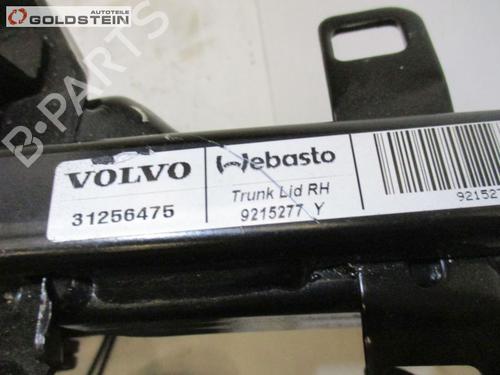 AUTOTEILE
GOLDSTEIN
B-PARTS
VOLVO
31256475
Webasto
Trunk Lid RH
9215277 Y
921527